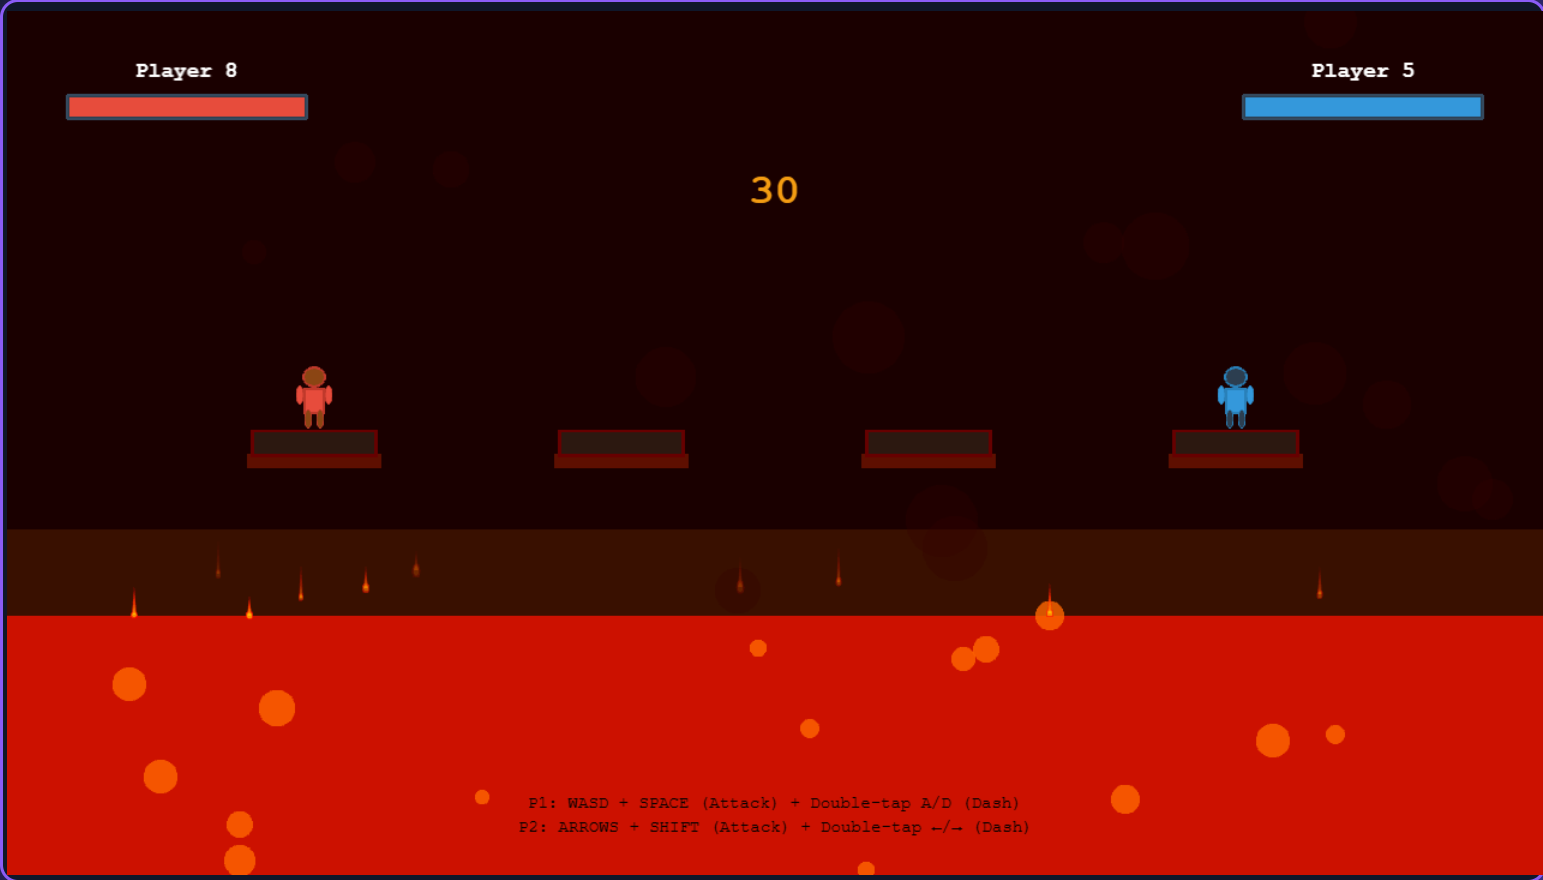 Player 8
Player 5
30
P1: WASD + SPACE (Attack) + Double-tap A/D (Dash)
P2: ARROWS + SHIFT (Attack) + Double-tap ←/→ (Dash)